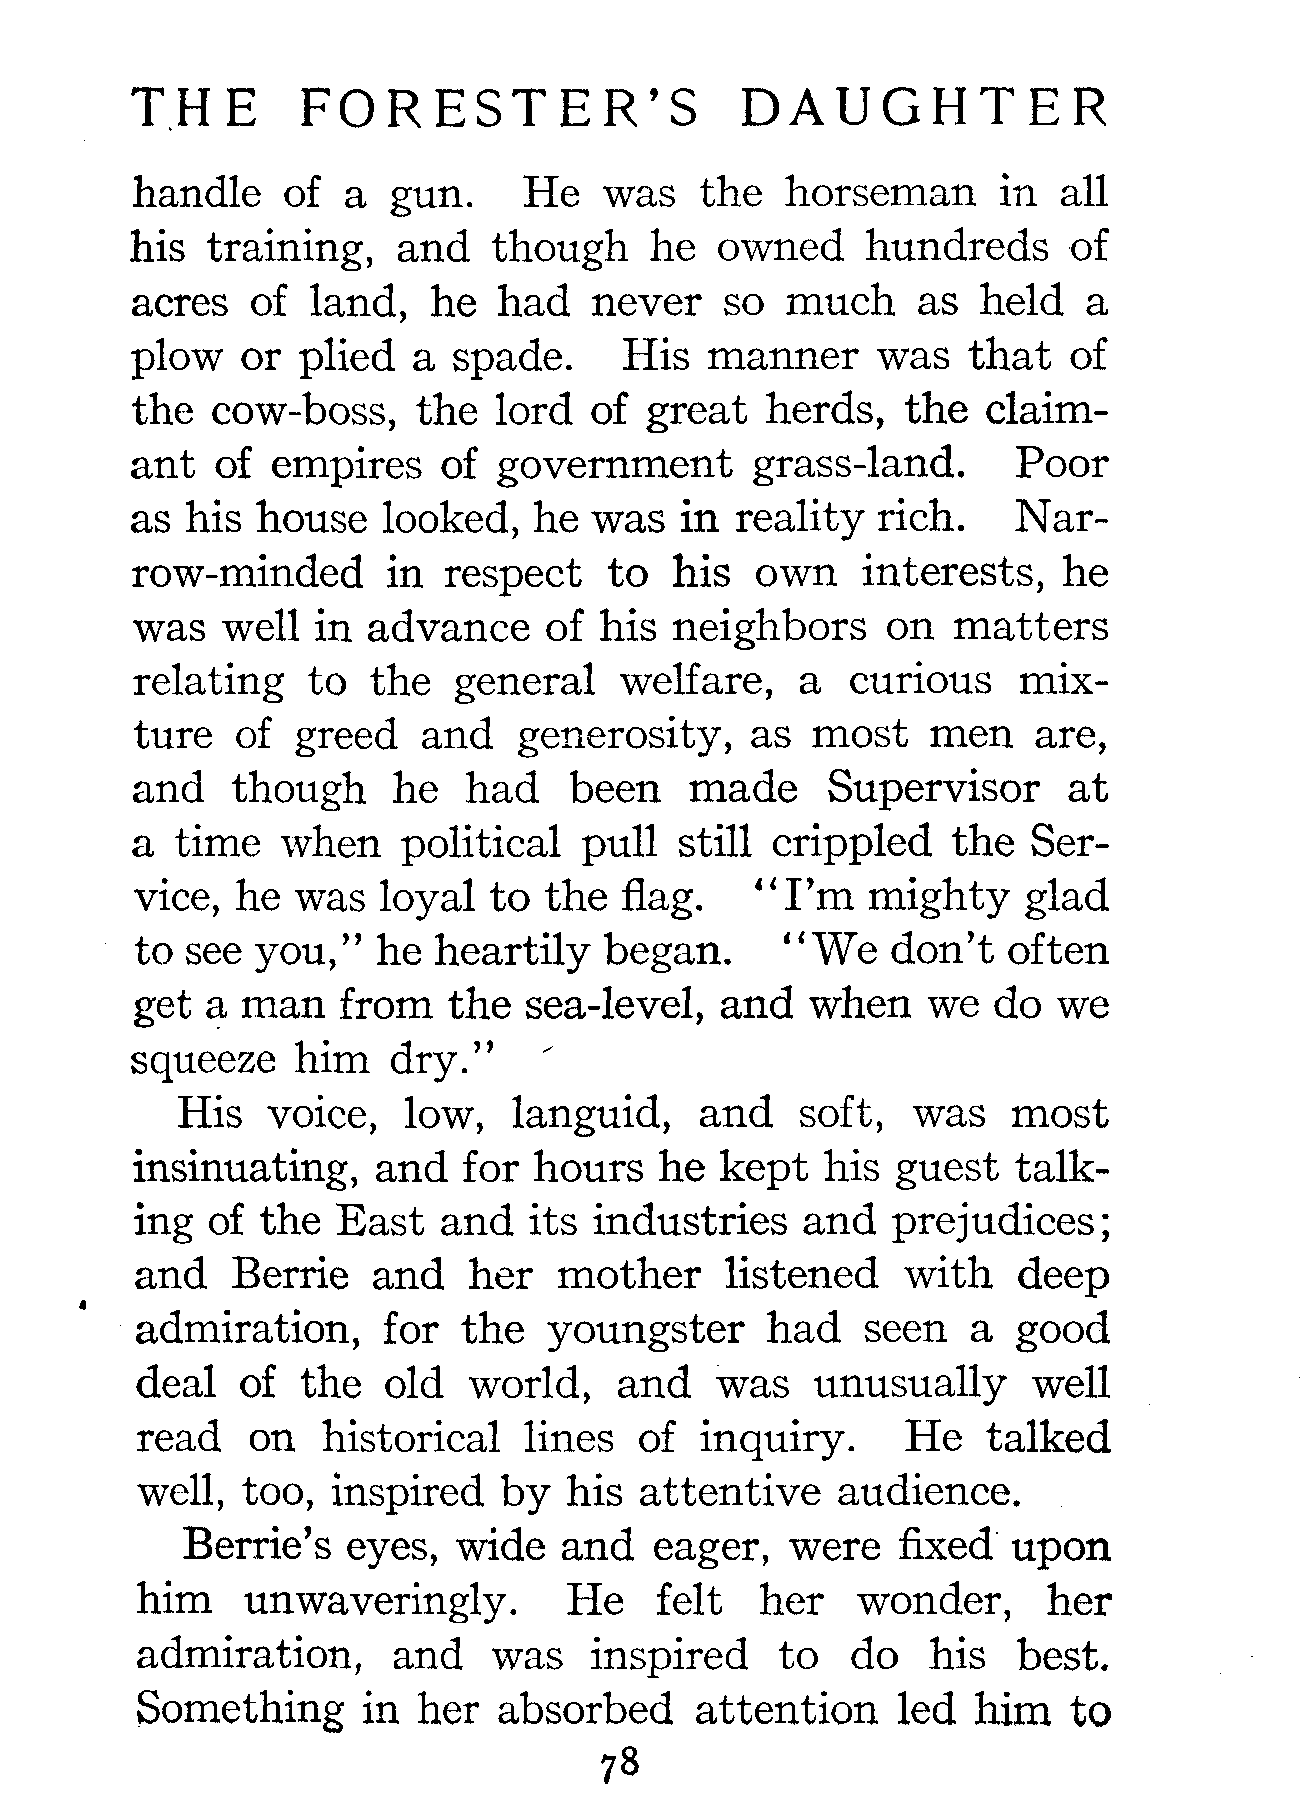 THE FORESTER'S DAUGHTER
handle of a gun. He was the horseman in all
his training, and though he owned hundreds of
acres of land, he had never so much as held a
plow or plied a spade. His manner was that of
the cow-boss, the lord of great herds, the claim-
ant of empires of government grass-land. Poor
as his house looked, he was in reality rich. Nar-
row-minded in respect to his own interests, he
was well in advance of his neighbors on matters
relating to the general welfare, a curious mix-
ture of greed and generosity, as most men are,
and though he had been made Supervisor at
a time when political pull still crippled the Ser-
vice, he was loyal to the flag. "I'm mighty glad
to see you," he heartily began. "We don't often
get a man from the sea-level, and when we do we
squeeze him dry."
His voice, low, languid, and soft, was most
insinuating, and for hours he kept his guest talk-
ing of the East and its industries and prejudices;
and Berrie and her mother listened with deep
admiration, for the youngster had seen a good
deal of the old world, and was unusually well
read on historical lines of inquiry. He talked
well, too, inspired by his attentive audience.
Berrie's eyes, wide and eager, were fixed upon
him unwaveringly. He felt her wonder, her
admiration, and was inspired to do his best.
Something in her absorbed attention led him to
78